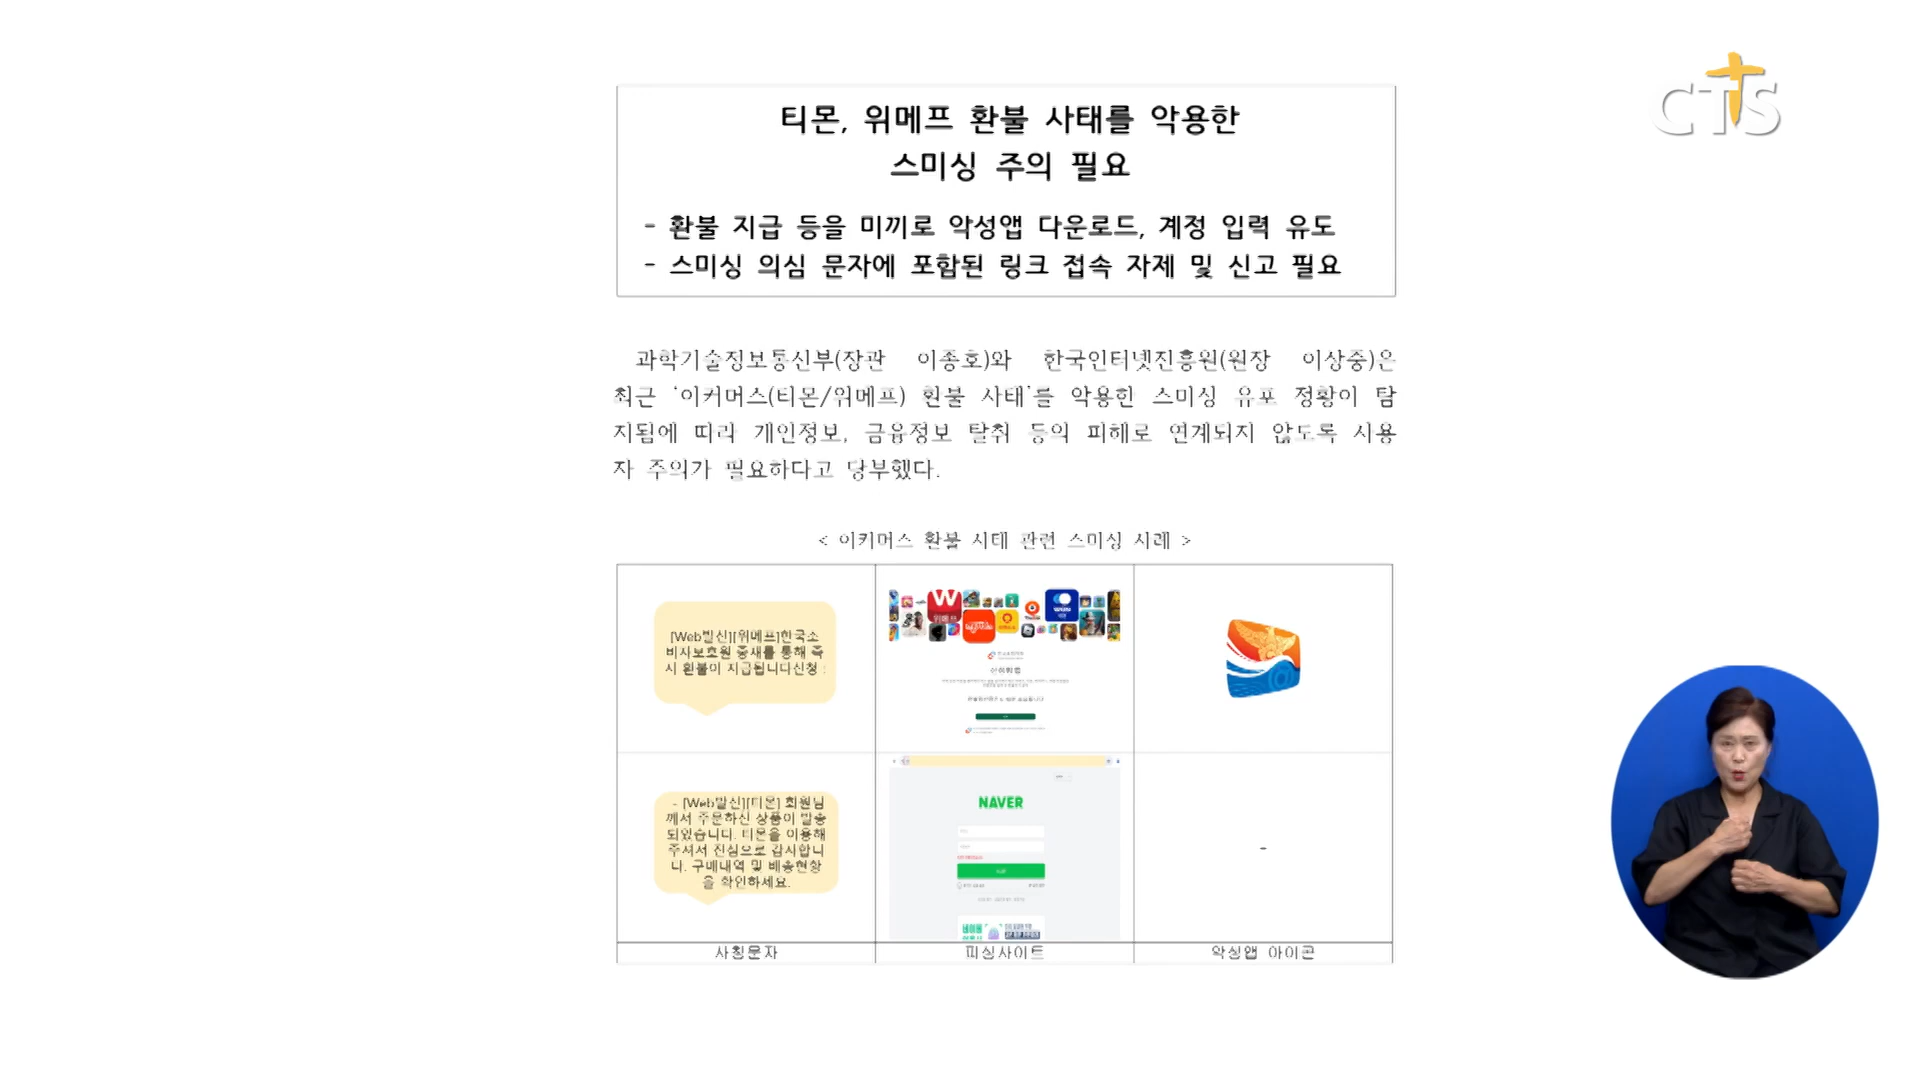 CTS
티몬, 위메프 환불 사태를 악용한
스미싱 주의 필요
- 환불 지급 등을 미끼로 악성앱 다운로드, 계정 입력 유도
- 스미싱 의심 문자에 포함된 링크 접속 자제 및 신고 필요
과학기술정보통신부(장관 이종호)와 한국인터넷진흥원(원장 이상중)은
최근 '이커머스(티몬/위메프) 환불 사태'를 악용한 스미싱 유포 정황이 탐
지됨에 따라 개인정보, 금융정보 탈취 등의 피해로 연계되지 않도록 사용
자 주의가 필요하다고 당부했다.
< 이커머스 환불 사태 관련 스미싱 사례 >
[Web발신][위메프]한국소
비자보호원 중재를 통해 즉
시 환불이 지급됩니다신청 :
W
위메프
- [Web발신][티몬] 회원님
께서 주문하신 상품이 발송
되었습니다. 티몬을 이용해
주셔서 진심으로 감사합니
다. 구매내역 및 배송현황
을 확인하세요.
NAVER
네이버
-
사칭문자
피싱사이트
악성앱 아이콘